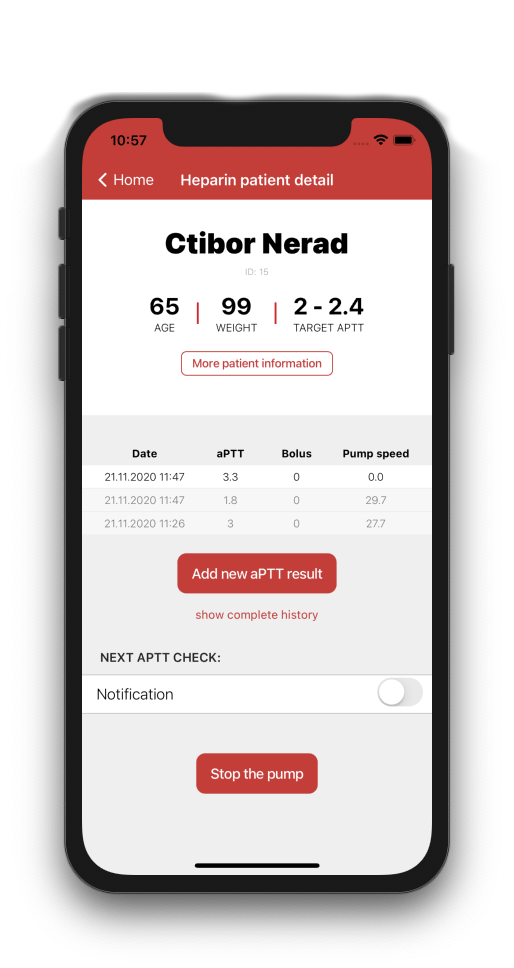 10:57
Home Heparin patient detail
Ctibor Nerad
ID: 15
65 | 99 | 2 - 2.4
AGE WEIGHT TARGET APTT
More patient information
Date aPTT Bolus Pump speed
21.11.2020 11:47 3.3 0 0.0
21.11.2020 11:47 1.8 0 29.7
21.11.2020 11:26 3 0 27.7
Add new aPTT result
show complete history
NEXT APTT CHECK:
Notification
Stop the pump